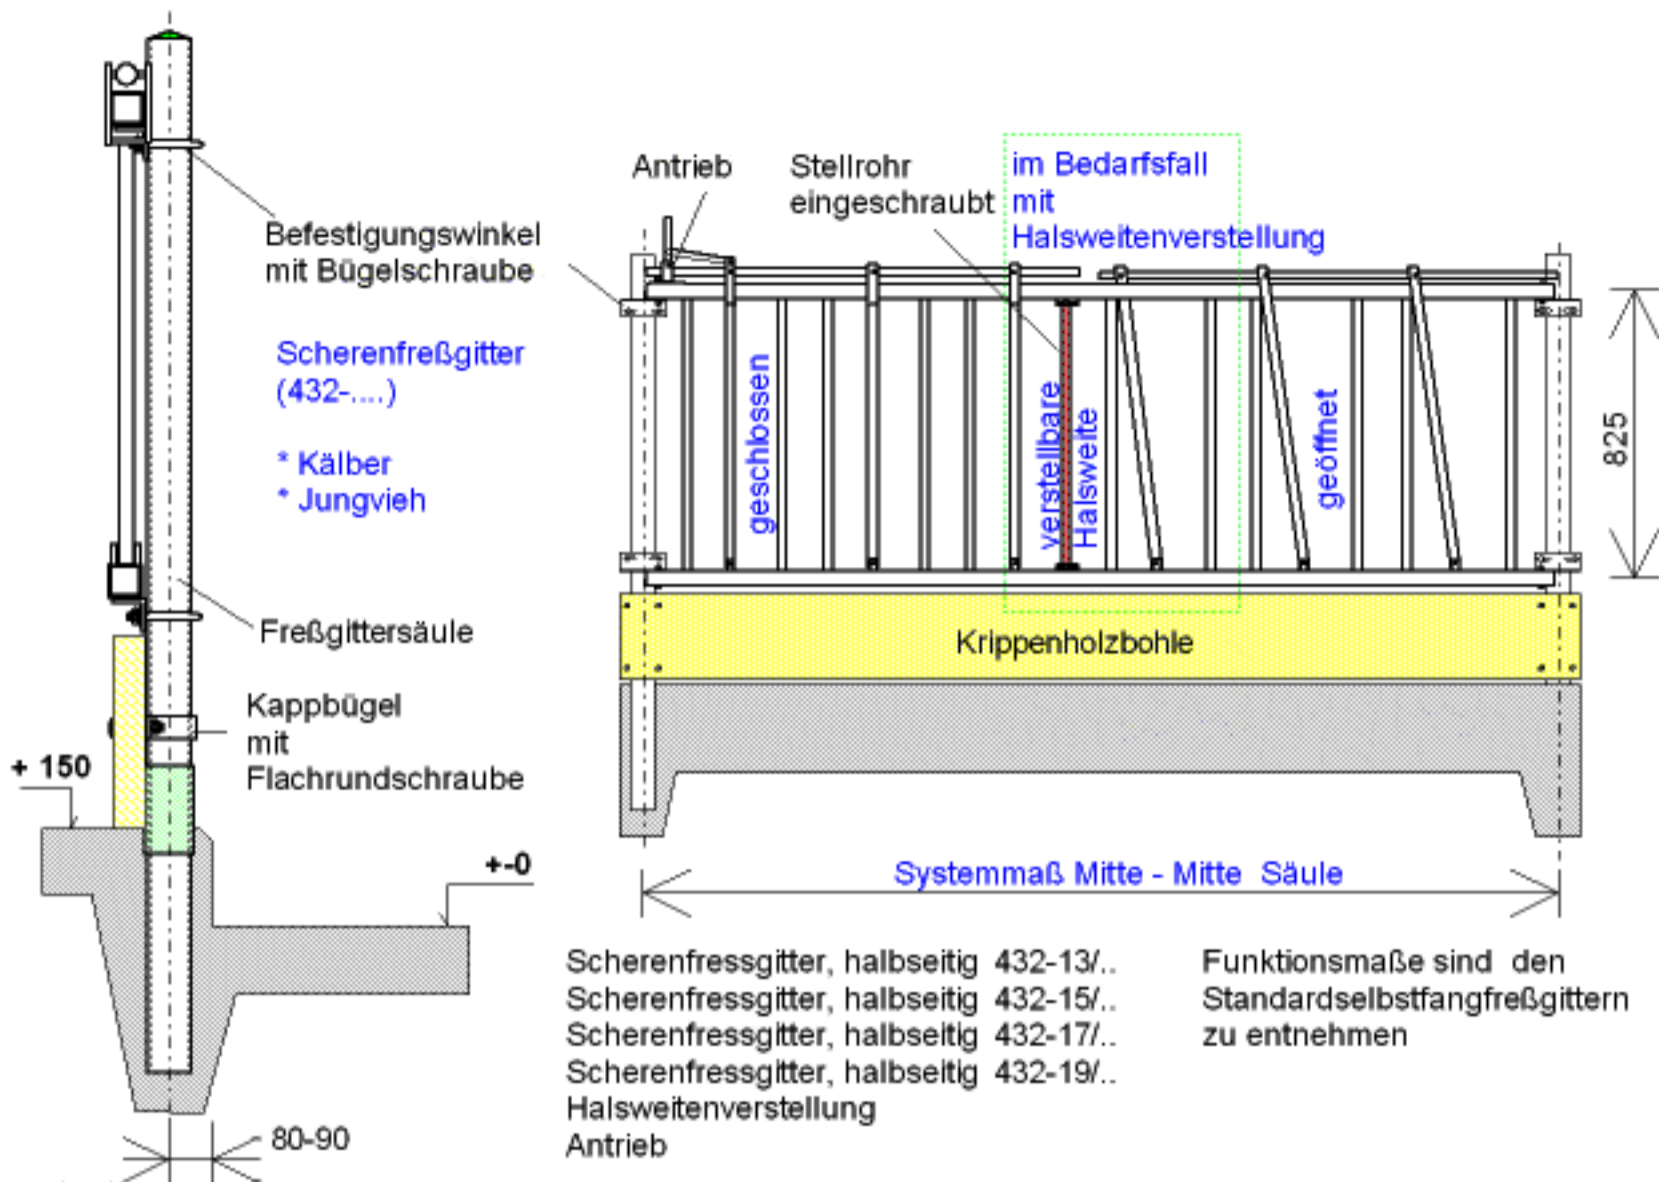 Befestigungswinkel
mit Bügelschraube
Scherenfreßgitter
(432-....)
* Kälber
* Jungvieh
Freßgittersäule
Kappbügel
mit
Flachrundschraube
+ 150
+-0
80-90
Antrieb
Stellrohr
eingeschraubt
im Bedarfsfall
mit
Halsweitenverstellung
geschlossen
verstellbare
Halsweite
geöffnet
825
Krippenholzbohle
Systemmaß Mitte - Mitte Säule
Scherenfressgitter, halbseitig 432-13/..
Scherenfressgitter, halbseitig 432-15/..
Scherenfressgitter, halbseitig 432-17/..
Scherenfressgitter, halbseitig 432-19/..
Halsweitenverstellung
Antrieb
Funktionsmaße sind den
Standardselbstfangfreßgittern
zu entnehmen